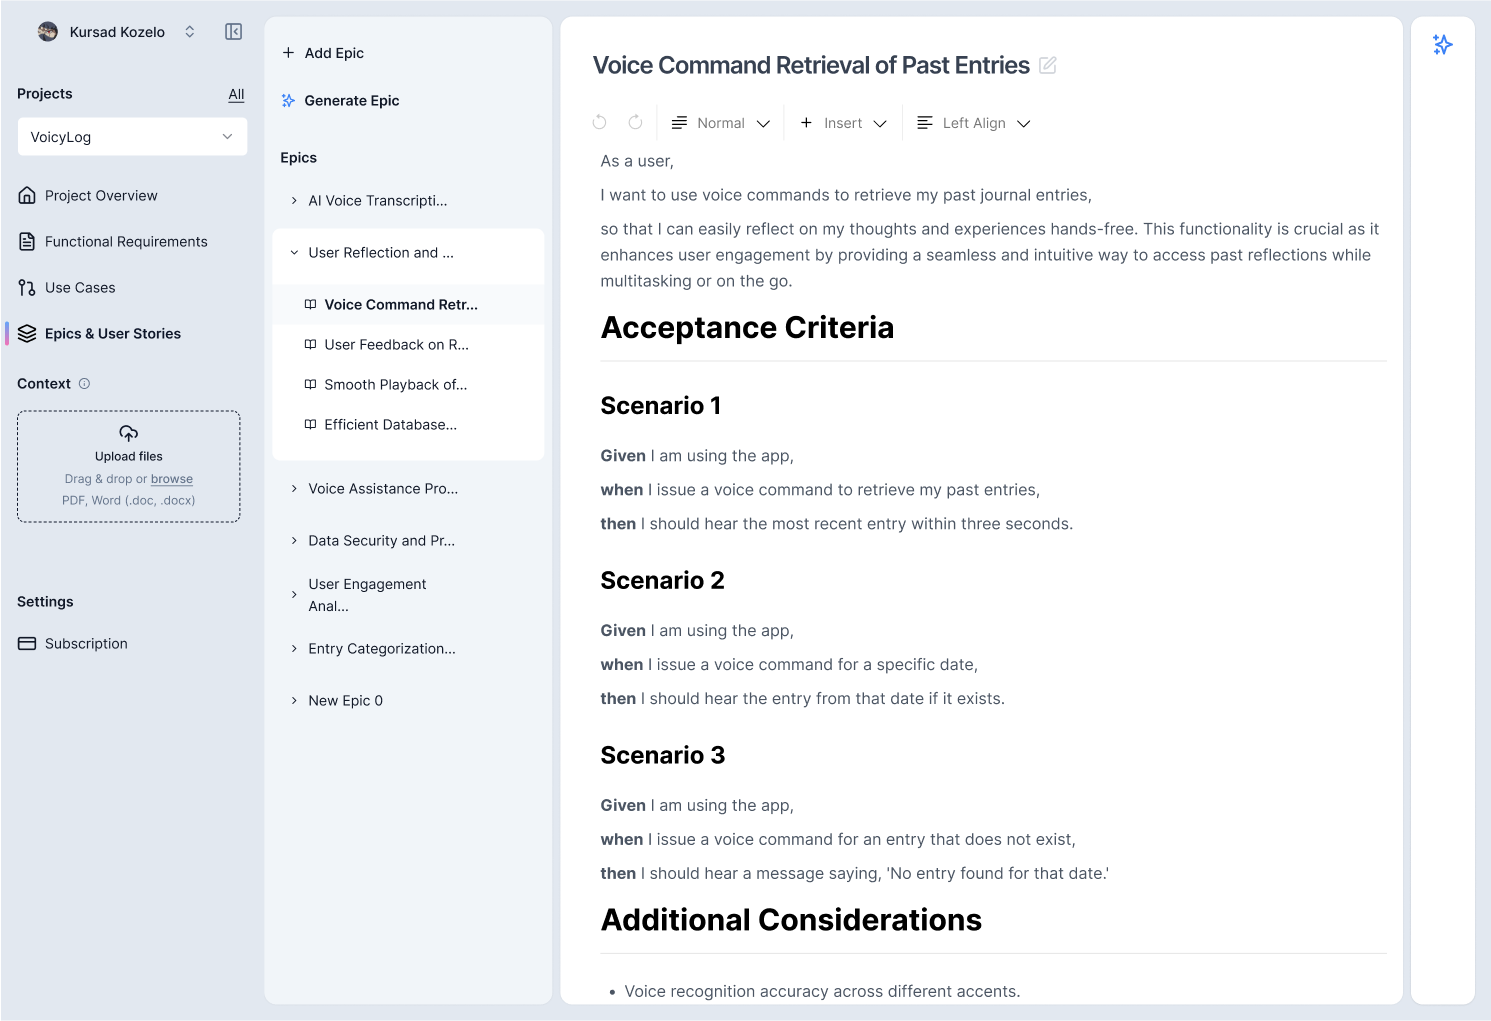 Kursad Kozelo
Projects
All
VoicyLog
Project Overview
Functional Requirements
Use Cases
Epics & User Stories
Context
Upload files
Drag & drop or browse
PDF, Word (.doc, .docx)
Settings
Subscription
Add Epic
Generate Epic
Epics
AI Voice Transcripti...
User Reflection and ...
Voice Command Retr...
User Feedback on R...
Smooth Playback of...
Efficient Database...
Voice Assistance Pro...
Data Security and Pr...
User Engagement
Anal...
Entry Categorization...
New Epic 0
Voice Command Retrieval of Past Entries
Normal
Insert
Left Align
As a user,
I want to use voice commands to retrieve my past journal entries,
so that I can easily reflect on my thoughts and experiences hands-free. This functionality is crucial as it
enhances user engagement by providing a seamless and intuitive way to access past reflections while
multitasking or on the go.
Acceptance Criteria
Scenario 1
Given I am using the app,
when I issue a voice command to retrieve my past entries,
then I should hear the most recent entry within three seconds.
Scenario 2
Given I am using the app,
when I issue a voice command for a specific date,
then I should hear the entry from that date if it exists.
Scenario 3
Given I am using the app,
when I issue a voice command for an entry that does not exist,
then I should hear a message saying, 'No entry found for that date.'
Additional Considerations
• Voice recognition accuracy across different accents.